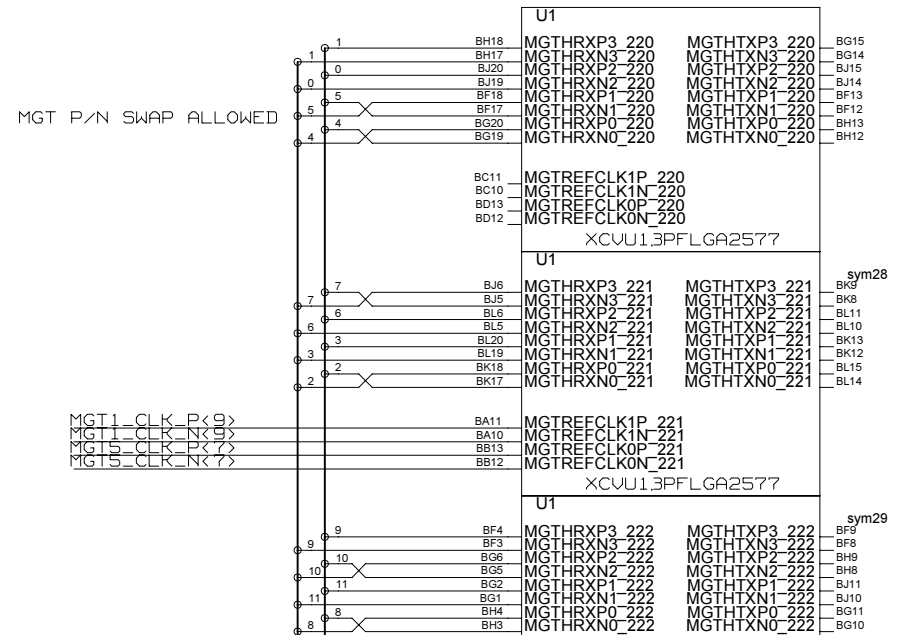 U1
1 BH18 MGTHRXP3_220 MGTHTXP3_220 BG15
1 BH17 MGTHRXN3_220 MGTHTXN3_220 BG14
0 BJ20 MGTHRXP2_220 MGTHTXP2_220 BJ15
0 BJ19 MGTHRXN2_220 MGTHTXN2_220 BJ14
5 BF18 MGTHRXP1_220 MGTHTXP1_220 BF13
5 BF17 MGTHRXN1_220 MGTHTXN1_220 BF12
MGT P/N SWAP ALLOWED
4 BG20 MGTHRXP0_220 MGTHTXP0_220 BH13
4 BG19 MGTHRXN0_220 MGTHTXN0_220 BH12
BC11 MGTREFCLK1P_220
BC10 MGTREFCLK1N_220
BD13 MGTREFCLK0P_220
BD12 MGTREFCLK0N_220
XCVU13PFLGA2577
U1
sym28
7 BJ6 MGTHRXP3_221 MGTHTXP3_221 BK9
7 BJ5 MGTHRXN3_221 MGTHTXN3_221 BK8
6 BL6 MGTHRXP2_221 MGTHTXP2_221 BL11
6 BL5 MGTHRXN2_221 MGTHTXN2_221 BL10
3 BL20 MGTHRXP1_221 MGTHTXP1_221 BK13
3 BL19 MGTHRXN1_221 MGTHTXN1_221 BK12
2 BK18 MGTHRXP0_221 MGTHTXP0_221 BL15
2 BK17 MGTHRXN0_221 MGTHTXN0_221 BL14
MGT1_CLK_P<9> BA11 MGTREFCLK1P_221
MGT1_CLK_N<9> BA10 MGTREFCLK1N_221
MGT5_CLK_P<7> BB13 MGTREFCLK0P_221
MGT5_CLK_N<7> BB12 MGTREFCLK0N_221
XCVU13PFLGA2577
U1
sym29
9 BF4 MGTHRXP3_222 MGTHTXP3_222 BF9
9 BF3 MGTHRXN3_222 MGTHTXN3_222 BF8
10 BG6 MGTHRXP2_222 MGTHTXP2_222 BH9
10 BG5 MGTHRXN2_222 MGTHTXN2_222 BH8
11 BG2 MGTHRXP1_222 MGTHTXP1_222 BJ11
11 BG1 MGTHRXN1_222 MGTHTXN1_222 BJ10
8 BH4 MGTHRXP0_222 MGTHTXP0_222 BG11
8 BH3 MGTHRXN0_222 MGTHTXN0_222 BG10